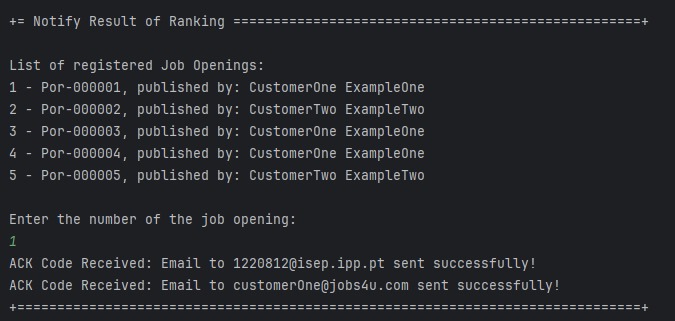 += Notify Result of Ranking ===================================================+
List of registered Job Openings:
1 - Por-000001, published by: CustomerOne ExampleOne
2 - Por-000002, published by: CustomerTwo ExampleTwo
3 - Por-000003, published by: CustomerOne ExampleOne
4 - Por-000004, published by: CustomerOne ExampleOne
5 - Por-000005, published by: CustomerTwo ExampleTwo
Enter the number of the job opening:
1
ACK Code Received: Email to 1220812@isep.ipp.pt sent successfully!
ACK Code Received: Email to customerOne@jobs4u.com sent successfully!
+==============================================================================+